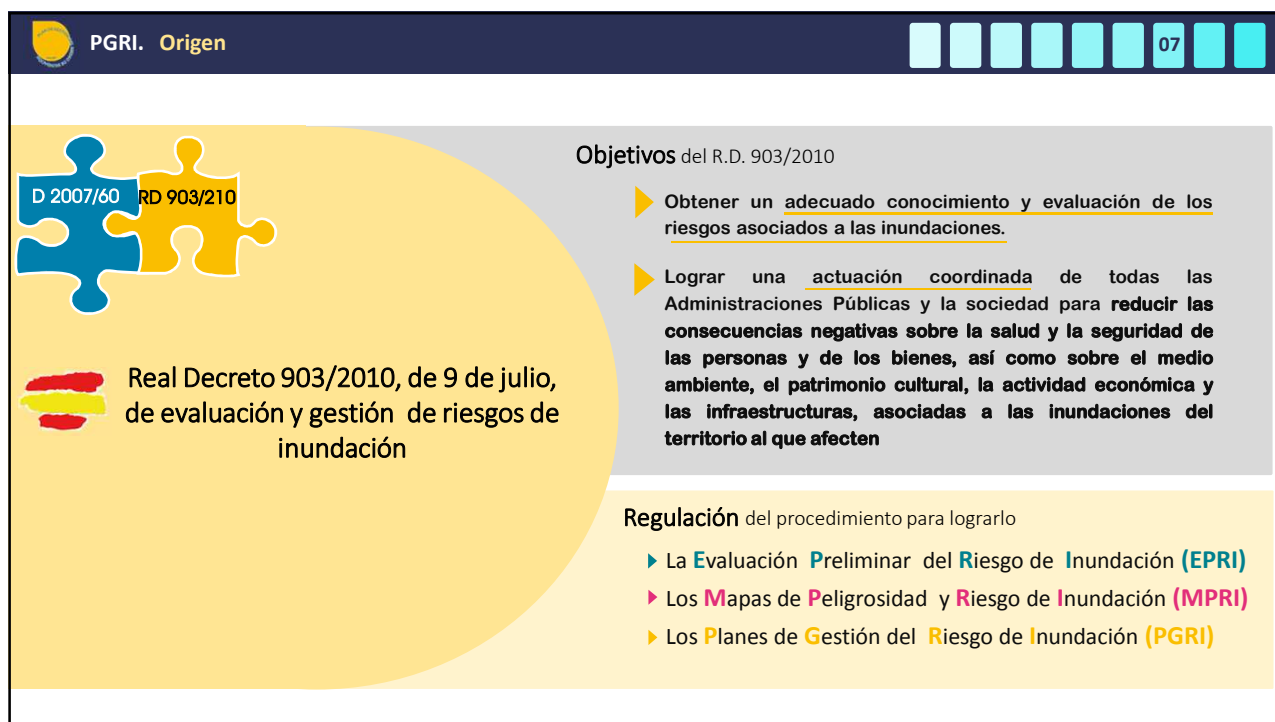 PGRI. Origen
07
D 2007/60
RD 903/210
Real Decreto 903/2010, de 9 de julio,
de evaluación y gestión de riesgos de
inundación
Objetivos del R.D. 903/2010
Obtener un adecuado conocimiento y evaluación de los
riesgos asociados a las inundaciones.
Lograr una actuación coordinada de todas las
Administraciones Públicas y la sociedad para reducir las
consecuencias negativas sobre la salud y la seguridad de
las personas y de los bienes, así como sobre el medio
ambiente, el patrimonio cultural, la actividad económica y
las infraestructuras, asociadas a las inundaciones del
territorio al que afecten
Regulación del procedimiento para lograrlo
La Evaluación Preliminar del Riesgo de Inundación (EPRI)
Los Mapas de Peligrosidad y Riesgo de Inundación (MPRI)
Los Planes de Gestión del Riesgo de Inundación (PGRI)